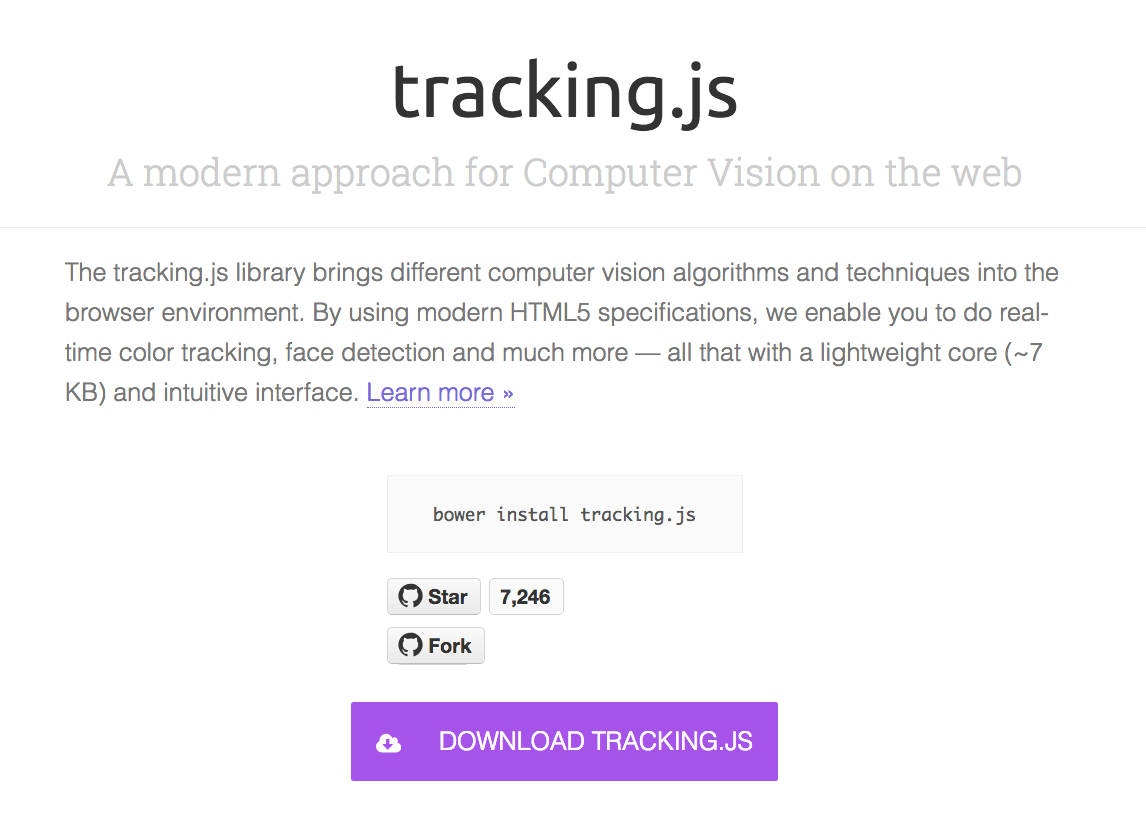 tracking.js
A modern approach for Computer Vision on the web
The tracking.js library brings different computer vision algorithms and techniques into the
browser environment. By using modern HTML5 specifications, we enable you to do real-
time color tracking, face detection and much more — all that with a lightweight core (~7
KB) and intuitive interface. Learn more »
bower install tracking.js
Star 7,246
Fork
DOWNLOAD TRACKING.JS